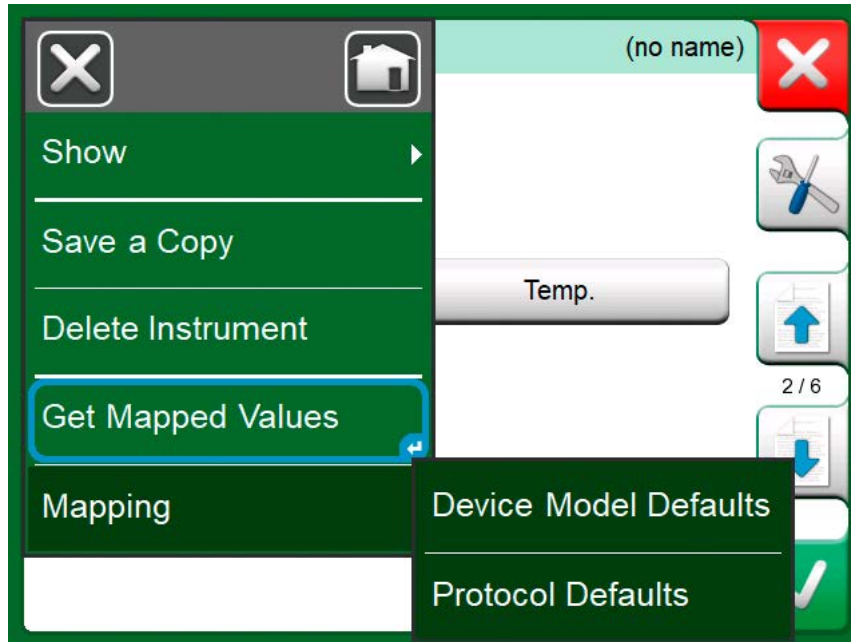 (no name)
Show
Save a Copy
Temp.
Delete Instrument
2 / 6
Get Mapped Values
Mapping
Device Model Defaults
Protocol Defaults